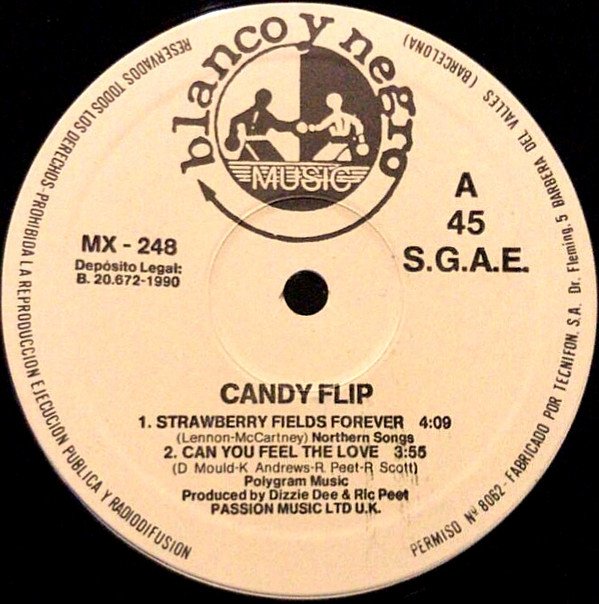 blanco y negro
MUSIC
A
45
S.G.A.E.
MX - 248
Depósito Legal:
B. 20.672-1990
CANDY FLIP
1. STRAWBERRY FIELDS FOREVER 4:09
(Lennon-McCartney) Northern Songs
2. CAN YOU FEEL THE LOVE 3:55
(D Mould-K Andrews-R Peet-R Scott)
Polygram Music
Produced by Dizzie Dee & Ric Peet
PASSION MUSIC LTD U.K.
RESERVADOS TODOS LOS DERECHOS-PROHIBIDA LA REPRODUCCION EJECUCION PUBLICA Y RADIODIFUSION
PERMISO Nº 8062-FABRICADO POR TECNIFON, S.A. Dr. Fleming, 5 BARBERA DEL VALLES (BARCELONA)